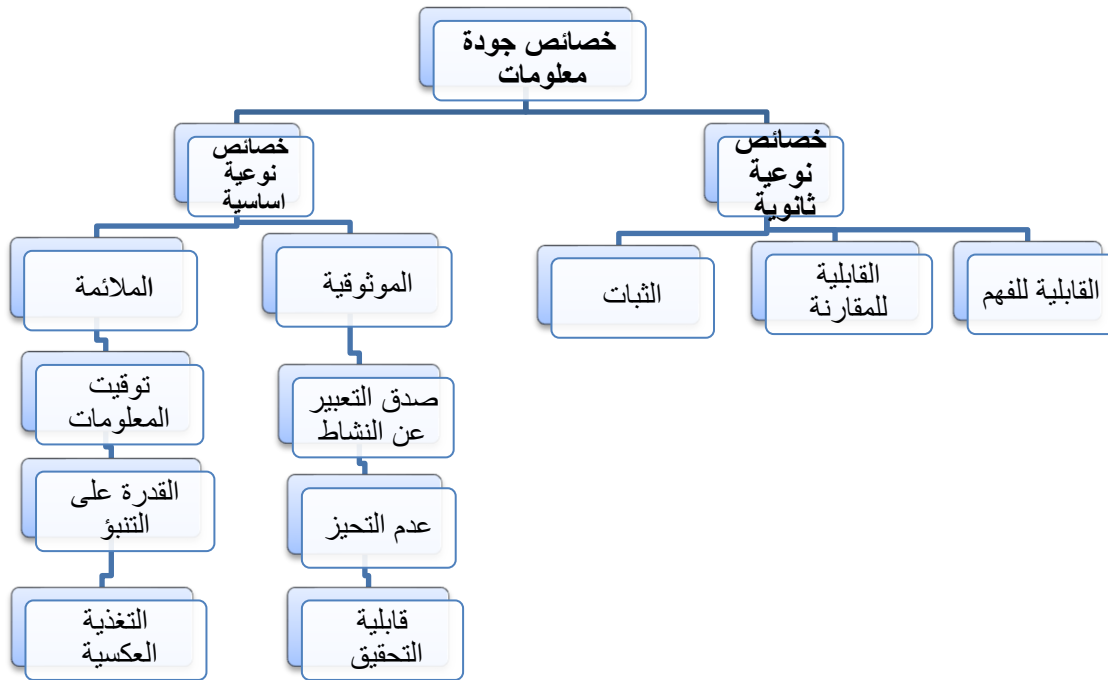 خصائص جودة
معلومات
خصائص
نوعية
ثانوية
خصائص
نوعية
اساسية
القابلية للفهم
القابلية
للمقارنة
الثبات
الموثوقية
صدق التعبير
عن النشاط
عدم التحيز
قابلية
التحقيق
الملائمة
توقيت
المعلومات
القدرة على
التنبؤ
التغذية
العكسية